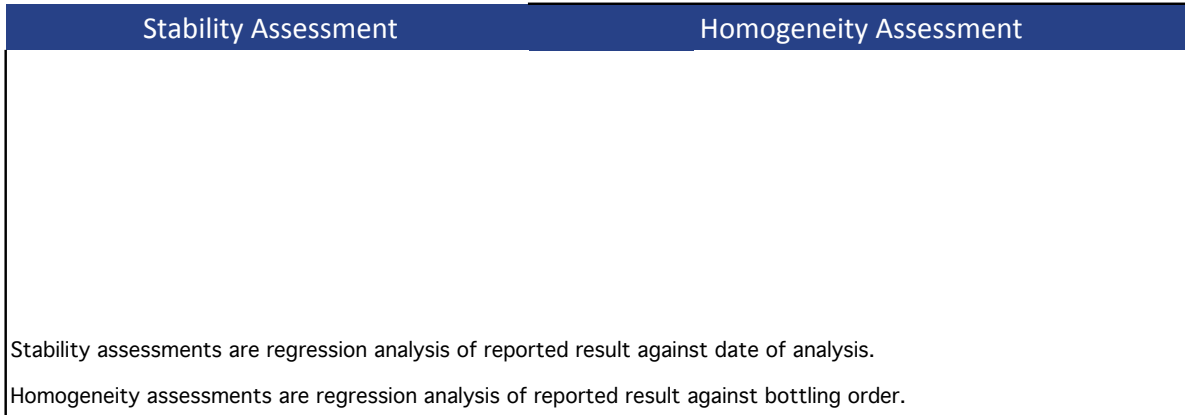 Stability Assessment
Homogeneity Assessment
Stability assessments are regression analysis of reported result against date of analysis.
Homogeneity assessments are regression analysis of reported result against bottling order.